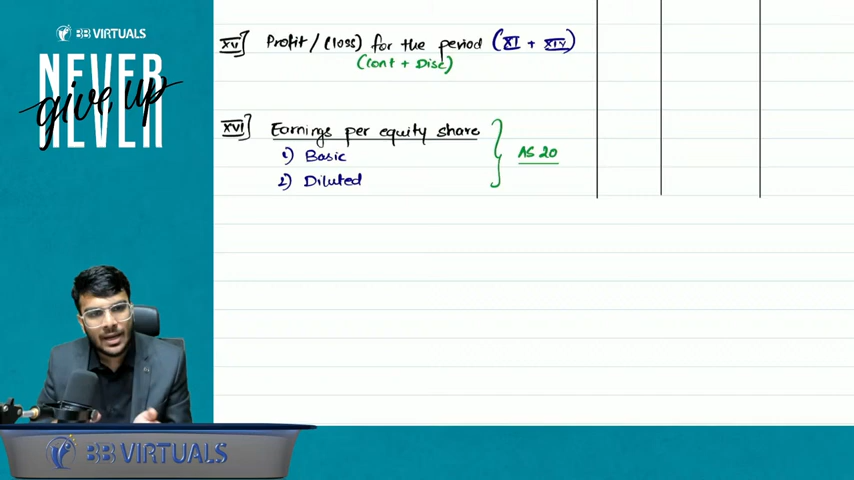 BB VIRTUALS
NEVER
give up
NEVER
XV] Profit / (loss) for the period (XI + XIV)
(Cont + Disc)
XVI] Earnings per equity share
1) Basic
2) Diluted
AS 20
BB VIRTUALS